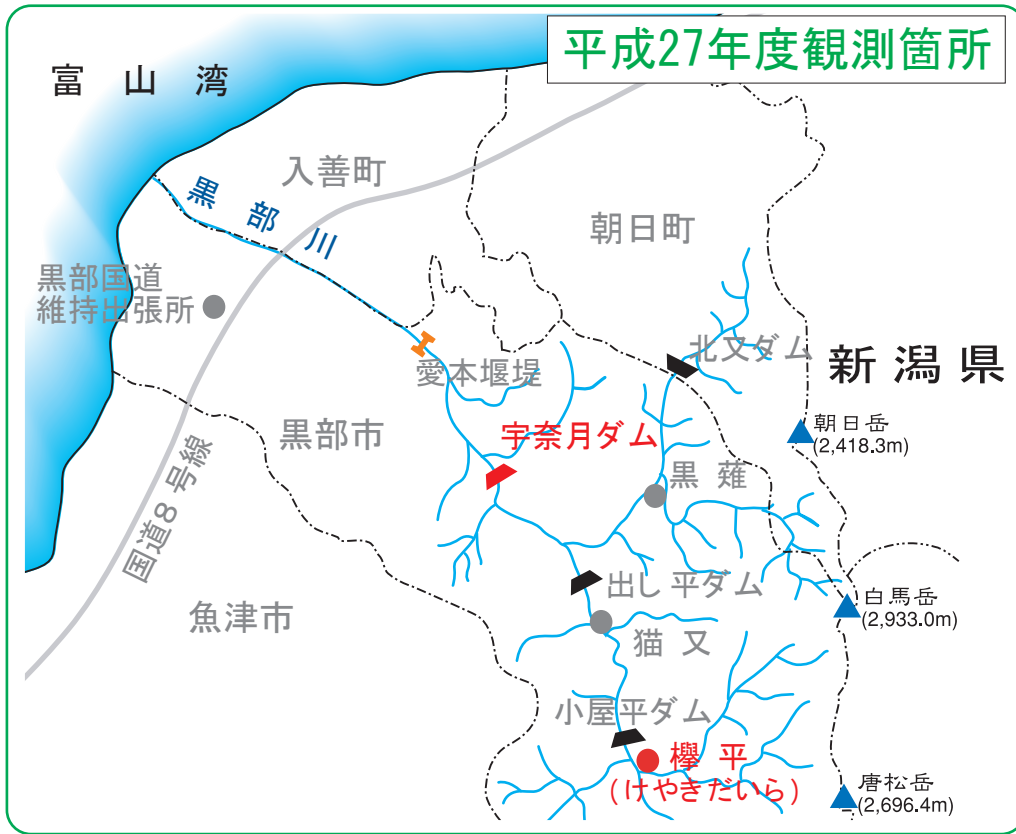 平成27年度観測箇所
富山湾
入善町
黒部川
朝日町
黒部国道
維持出張所
北又ダム
新潟県
愛本堰堤
朝日岳
(2,418.3m)
黒部市
宇奈月ダム
黒薙
国道8号線
出し平ダム
白馬岳
(2,933.0m)
魚津市
猫又
小屋平ダム
欅平
(けやきだいら)
唐松岳
(2,696.4m)